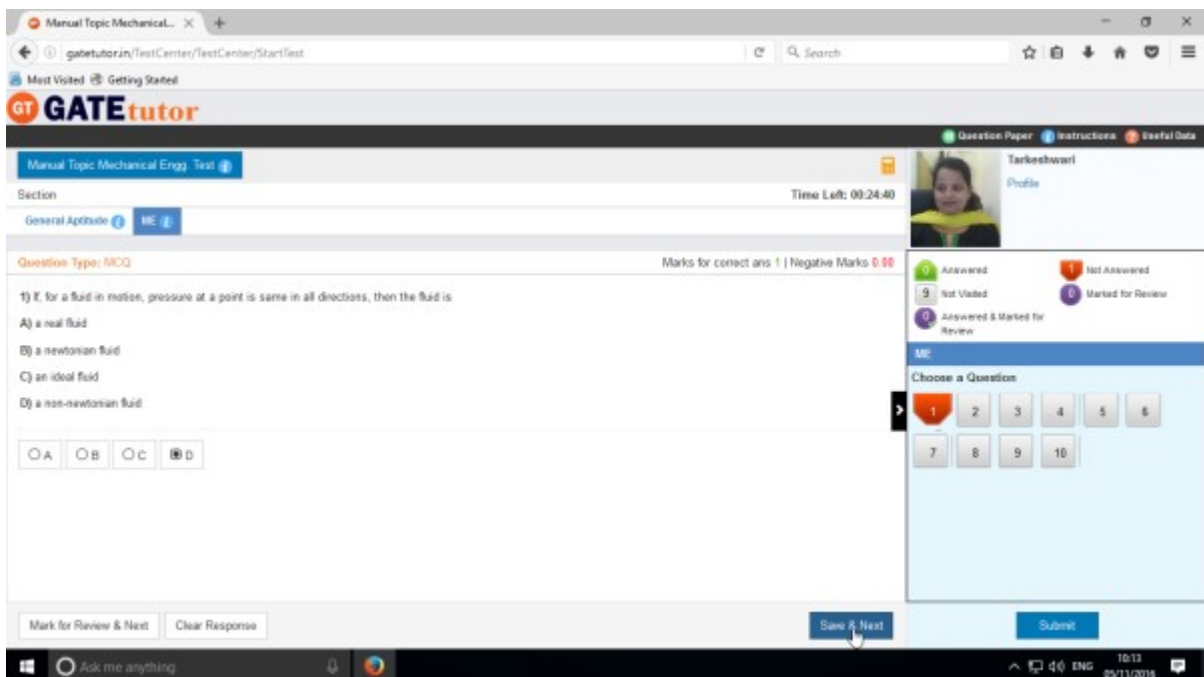 Manual Topic Mechanical...
gatetutor.in/TestCenter/TestCenter/StartTest
Search
Most Visited Getting Started
GT GATEtutor
Question Paper Instructions Useful Data
Manual Topic Mechanical Engg. Test
Tarkeshwari
Profile
Section
Time Left: 00:24:40
General Aptitude ME
Question Type: MCQ
Marks for correct ans 1 | Negative Marks 0.00
0 Answered
1 Not Answered
9 Not Visited
0 Marked for Review
0 Answered & Marked for
Review
1) If, for a fluid in motion, pressure at a point is same in all directions, then the fluid is
A) a real fluid
B) a newtonian fluid
C) an ideal fluid
D) a non-newtonian fluid
A B C D
ME
Choose a Question
1 2 3 4 5 6
7 8 9 10
Mark for Review & Next
Clear Response
Save & Next
Submit
Ask me anything
ENG
10:13
05/11/2016